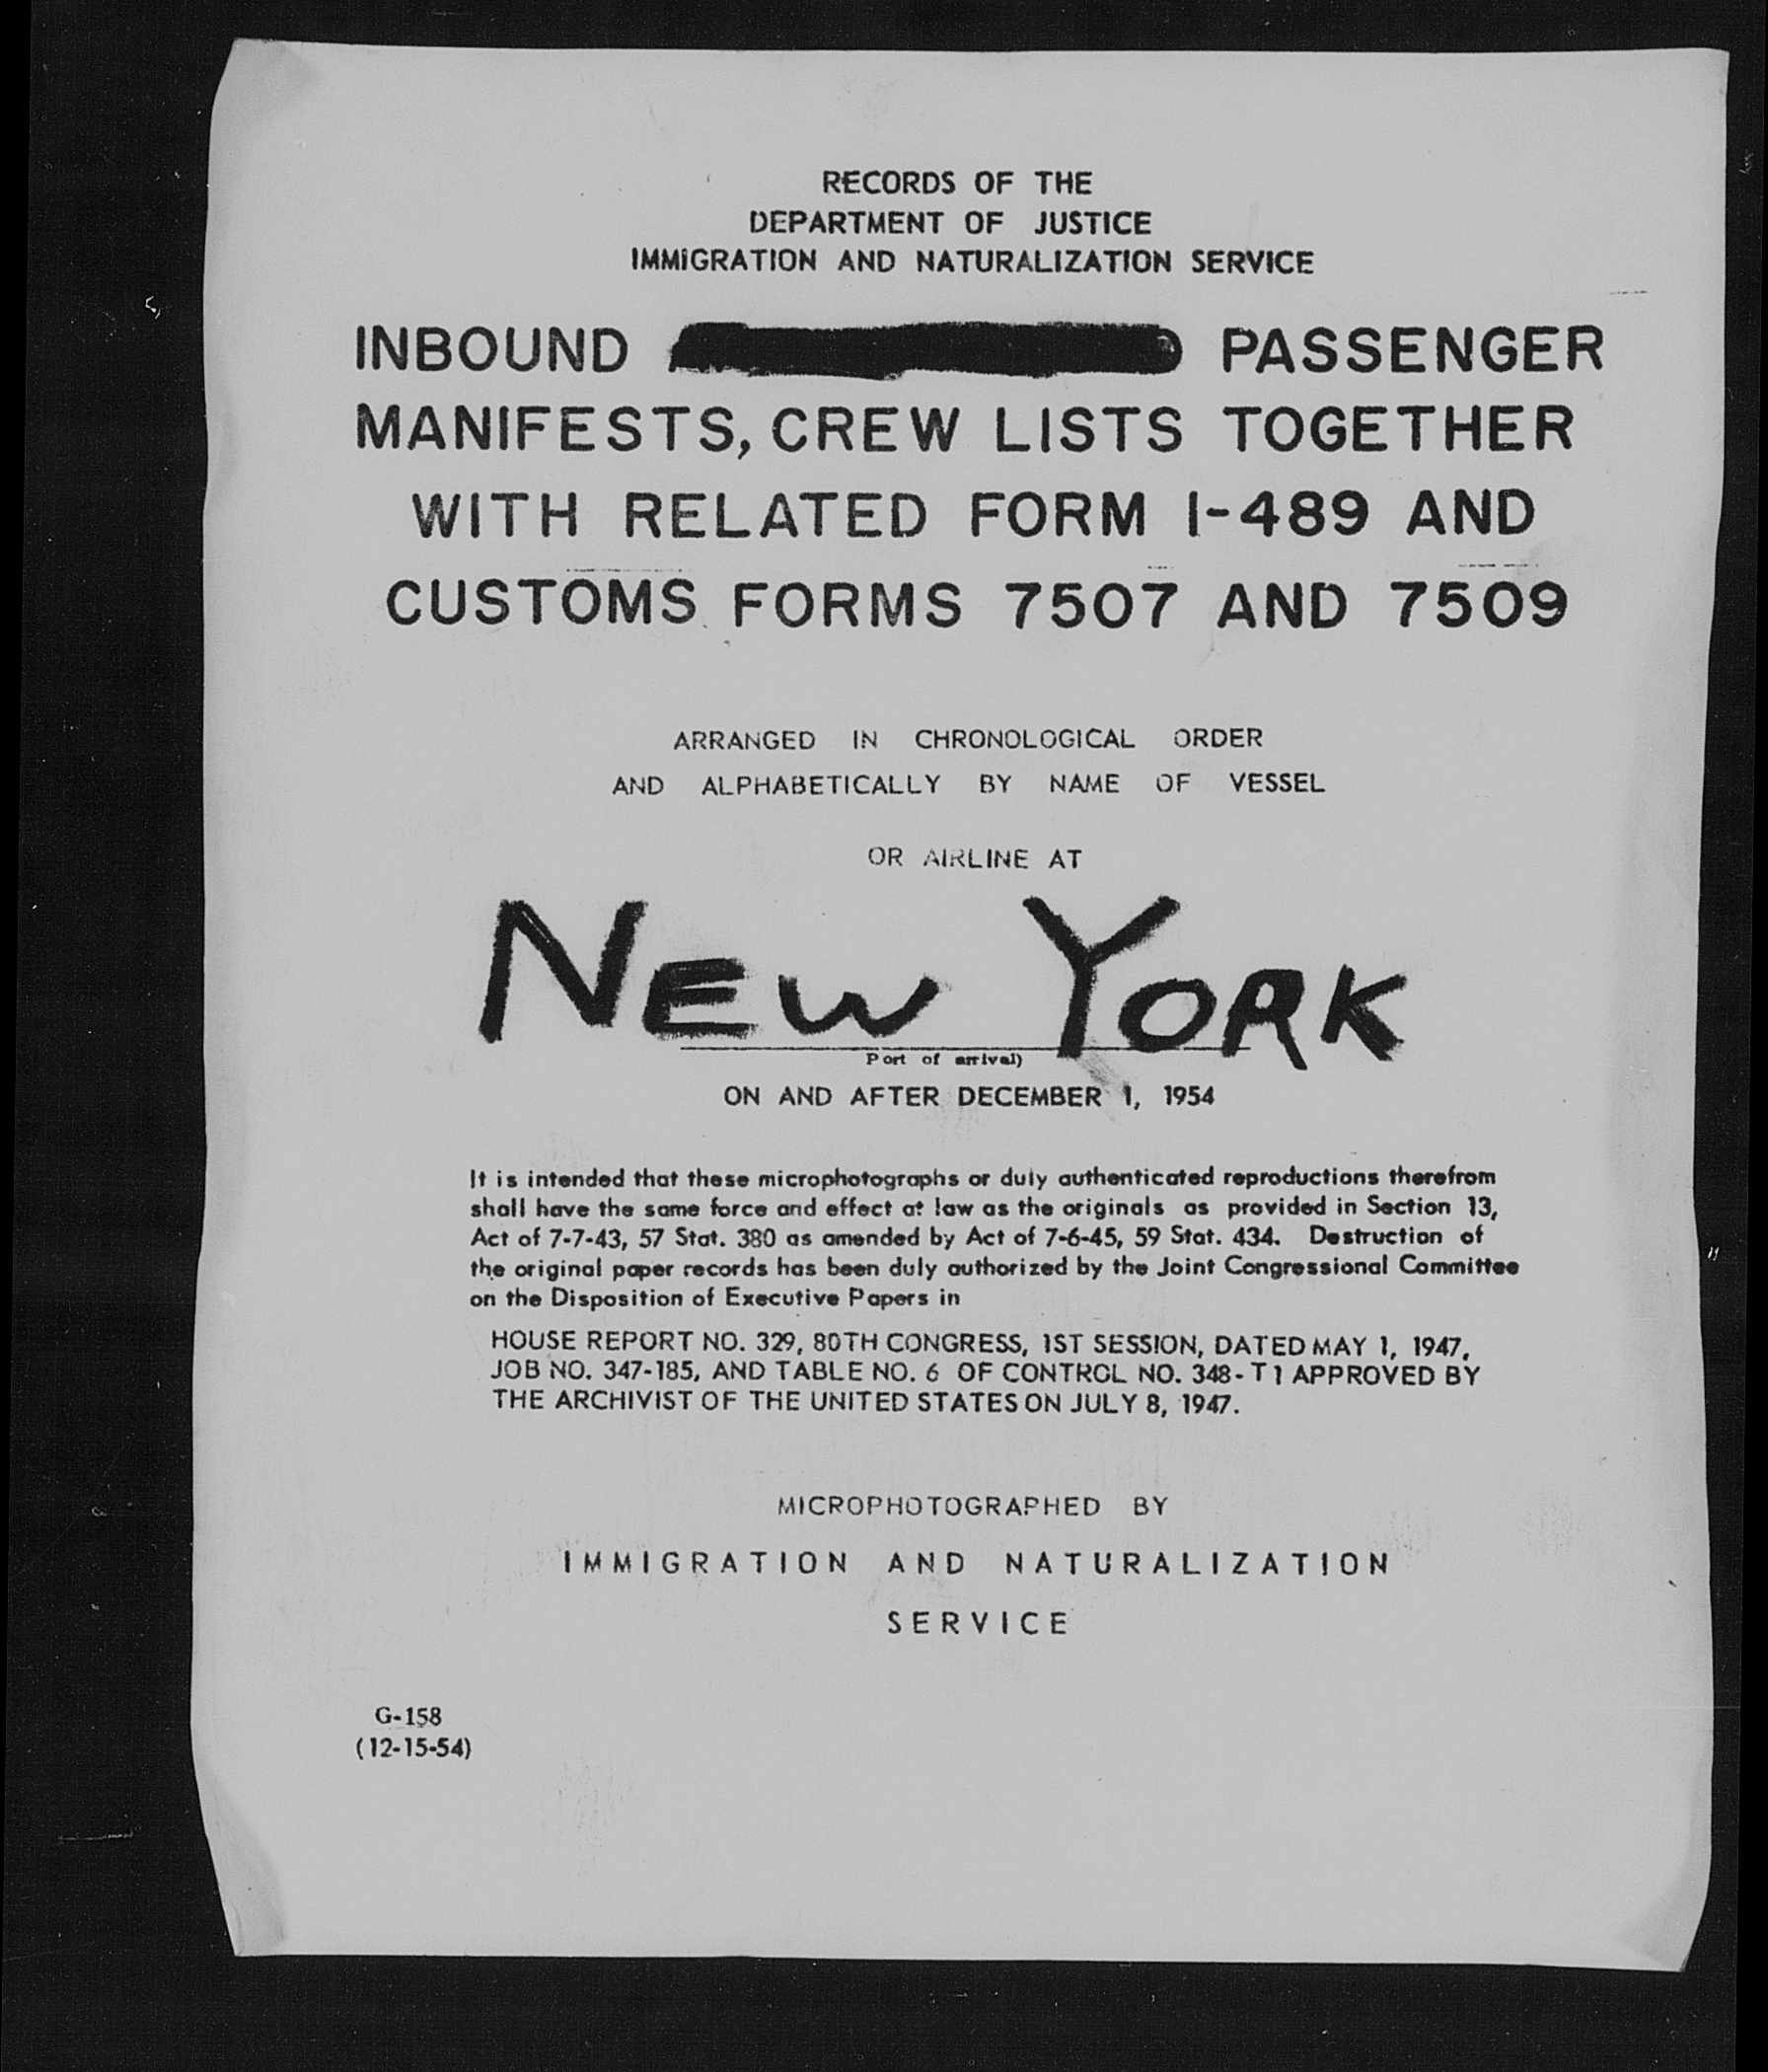 RECORDS OF THE
DEPARTMENT OF JUSTICE
IMMIGRATION AND NATURALIZATION SERVICE
INBOUND PASSENGER
MANIFESTS, CREW LISTS TOGETHER
WITH RELATED FORM I-489 AND
CUSTOMS FORMS 7507 AND 7509
ARRANGED IN CHRONOLOGICAL ORDER
AND ALPHABETICALLY BY NAME OF VESSEL
OR AIRLINE AT
NEW YORK
Port of arrival)
ON AND AFTER DECEMBER 1, 1954
It is intended that these microphotographs or duly authenticated reproductions therefrom
shall have the same force and effect at law as the originals as provided in Section 13,
Act of 7-7-43, 57 Stat. 380 as amended by Act of 7-6-45, 59 Stat. 434. Destruction of
the original paper records has been duly authorized by the Joint Congressional Committee
on the Disposition of Executive Papers in
HOUSE REPORT NO. 329, 80TH CONGRESS, 1ST SESSION, DATED MAY 1, 1947,
JOB NO. 347-185, AND TABLE NO. 6 OF CONTROL NO. 348-T1 APPROVED BY
THE ARCHIVIST OF THE UNITED STATES ON JULY 8, 1947.
MICROPHOTOGRAPHED BY
IMMIGRATION AND NATURALIZATION
SERVICE
G-158
(12-15-54)